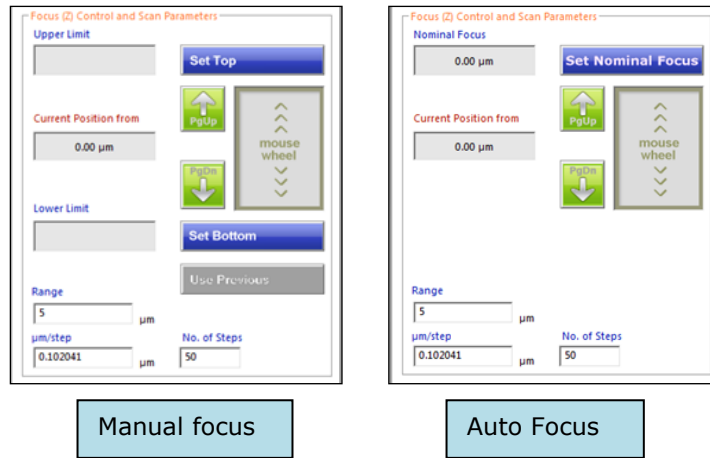 Focus (Z) Control and Scan Parameters
Upper Limit
Set Top
PgUp
Current Position from
0.00 µm
mouse
wheel
PgDn
Lower Limit
Set Bottom
Use Previous
Range
5 µm
µm/step No. of Steps
0.102041 µm 50
Manual focus
Focus (Z) Control and Scan Parameters
Nominal Focus
0.00 µm Set Nominal Focus
PgUp
Current Position from
0.00 µm
mouse
wheel
PgDn
Range
5 µm
µm/step No. of Steps
0.102041 µm 50
Auto Focus